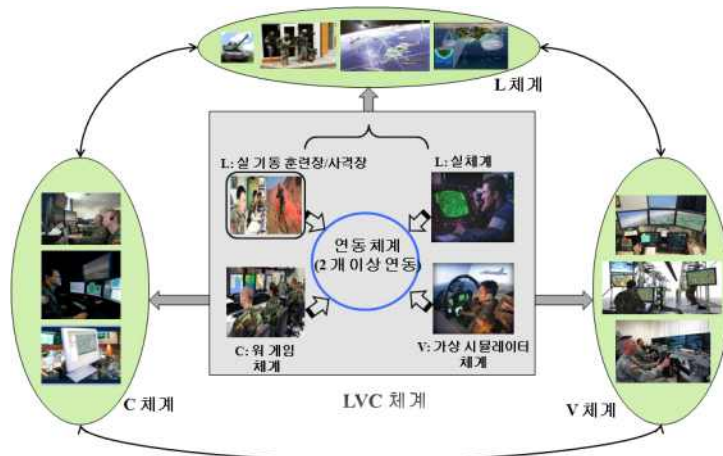 L 체계
L: 실 기동 훈련장/사격장
L: 실체계
연동 체계
(2 개 이상 연동)
C: 워 게임
체계
V: 가상 시뮬레이터
체계
C 체계
LVC 체계
V 체계